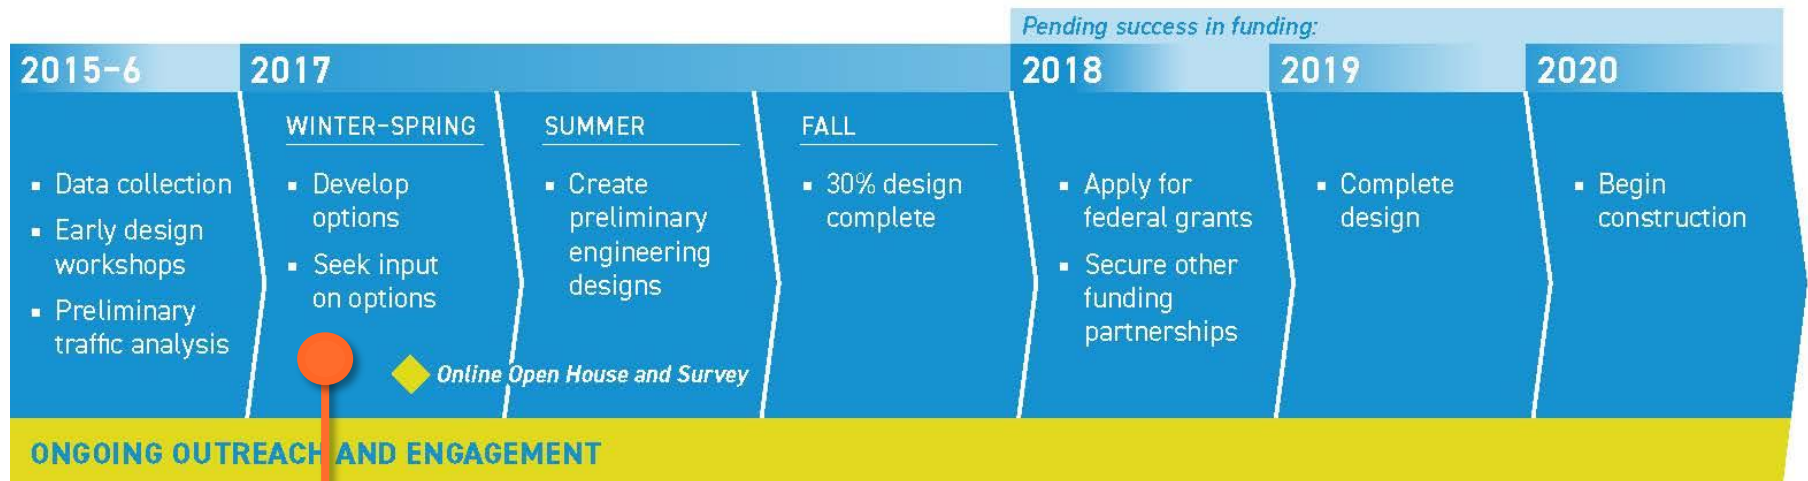 Pending success in funding:
2015-6
2017
2018
2019
2020
▪ Data collection
▪ Early design
workshops
▪ Preliminary
traffic analysis
WINTER-SPRING
▪ Develop
options
▪ Seek input
on options
SUMMER
▪ Create
preliminary
engineering
designs
FALL
▪ 30% design
complete
▪ Apply for
federal grants
▪ Secure other
funding
partnerships
▪ Complete
design
▪ Begin
construction
Online Open House and Survey
ONGOING OUTREACH AND ENGAGEMENT